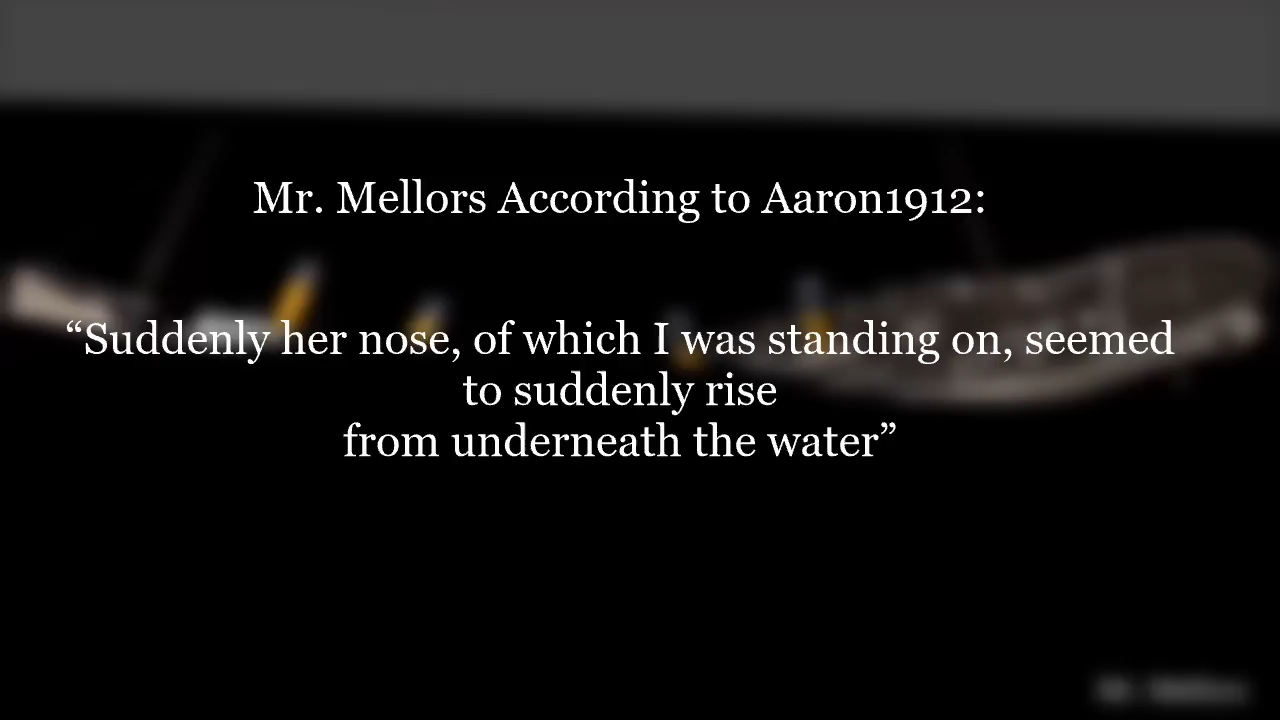 Mr. Mellors According to Aaron1912:
“Suddenly her nose, of which I was standing on, seemed
to suddenly rise
from underneath the water”